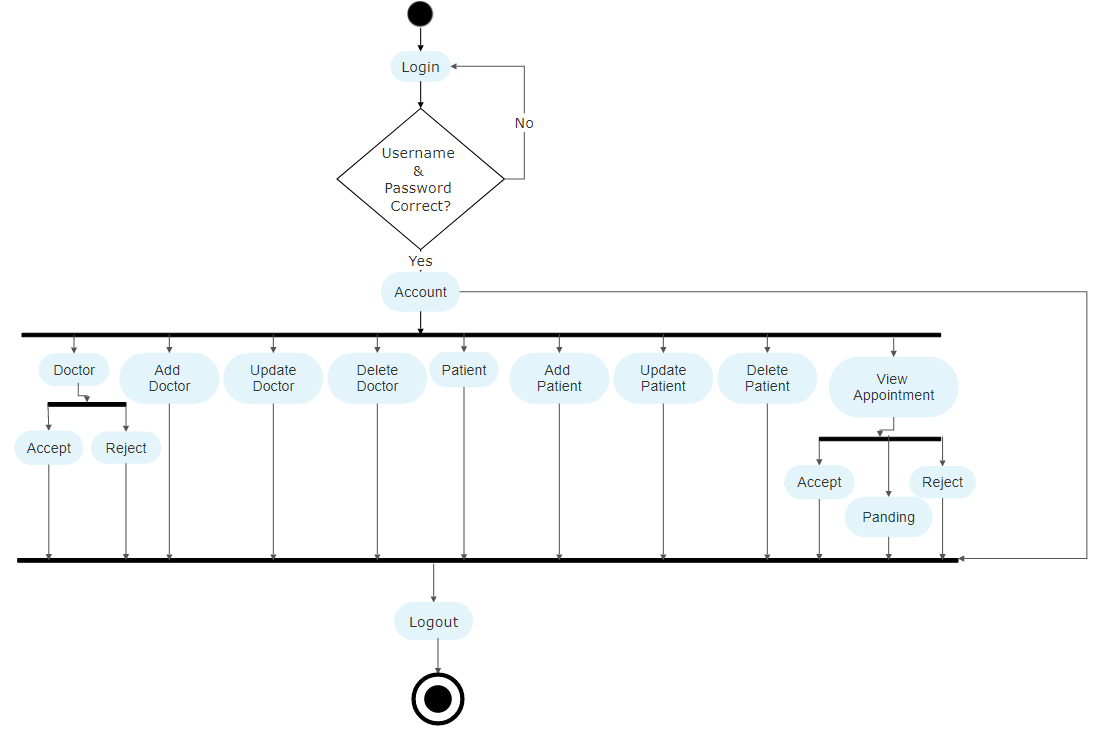 Login
No
Username
&
Password
Correct?
Yes
Account
Doctor
Add
Doctor
Update
Doctor
Delete
Doctor
Patient
Add
Patient
Update
Patient
Delete
Patient
View
Appointment
Accept
Reject
Accept
Panding
Reject
Logout